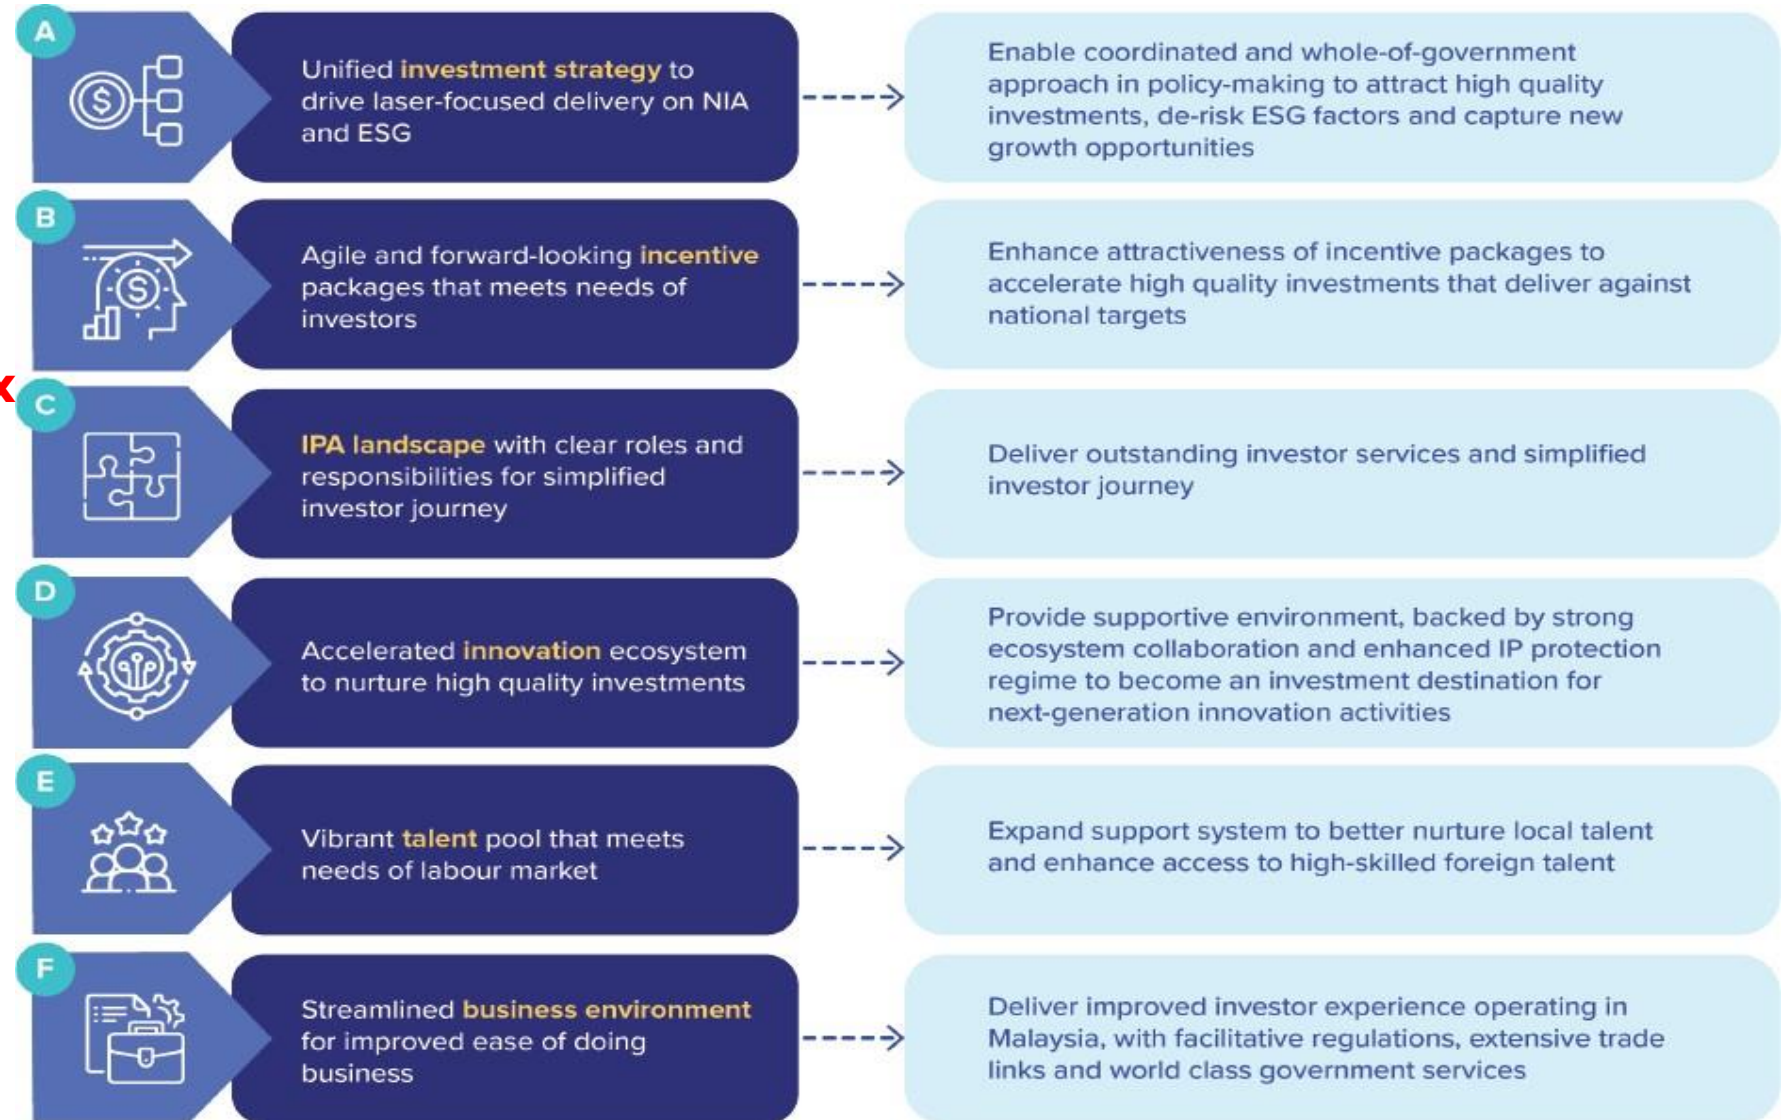 A
Unified investment strategy to
drive laser-focused delivery on NIA
and ESG
Enable coordinated and whole-of-government
approach in policy-making to attract high quality
investments, de-risk ESG factors and capture new
growth opportunities
B
Agile and forward-looking incentive
packages that meets needs of
investors
Enhance attractiveness of incentive packages to
accelerate high quality investments that deliver against
national targets
x
C
IPA landscape with clear roles and
responsibilities for simplified
investor journey
Deliver outstanding investor services and simplified
investor journey
D
Accelerated innovation ecosystem
to nurture high quality investments
Provide supportive environment, backed by strong
ecosystem collaboration and enhanced IP protection
regime to become an investment destination for
next-generation innovation activities
E
Vibrant talent pool that meets
needs of labour market
Expand support system to better nurture local talent
and enhance access to high-skilled foreign talent
F
Streamlined business environment
for improved ease of doing
business
Deliver improved investor experience operating in
Malaysia, with facilitative regulations, extensive trade
links and world class government services